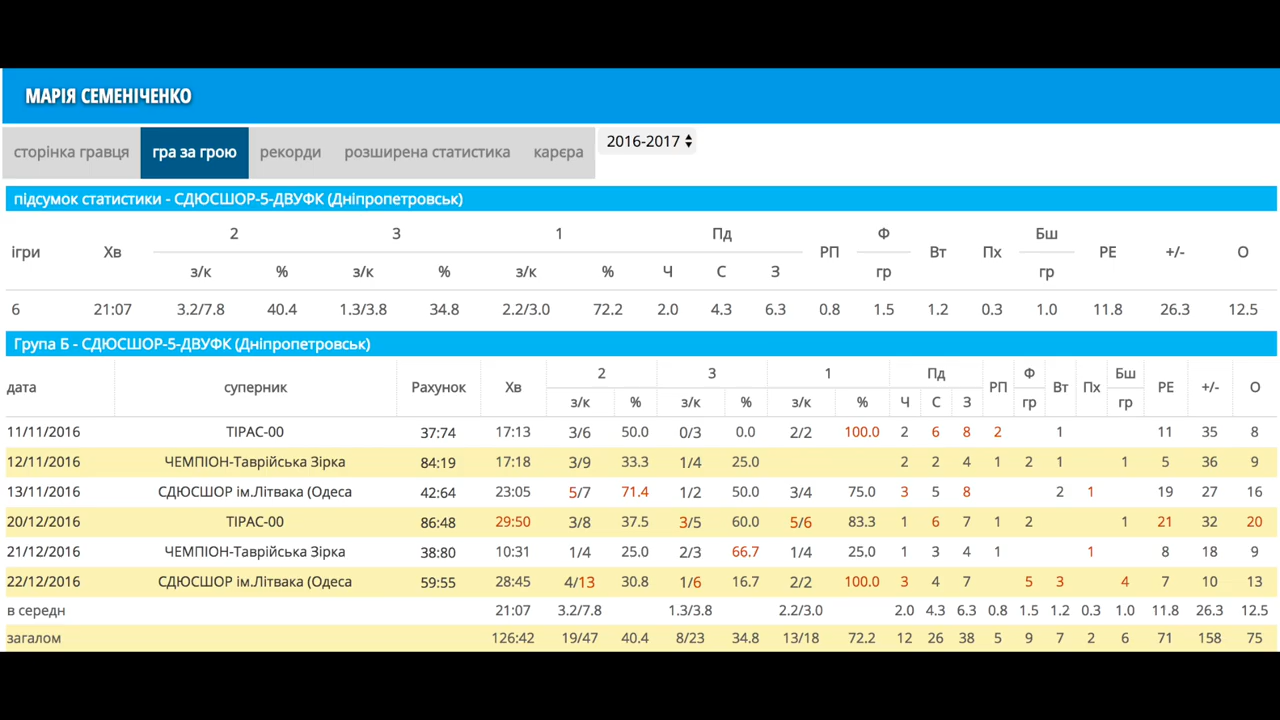 МАРІЯ СЕМЕНІЧЕНКО
сторінка гравця гра за грою рекорди розширена статистика карєра 2016-2017
підсумок статистики - СДЮСШОР-5-ДВУФК (Дніпропетровськ)
ігри Хв 2 3 1 Пд РП Ф Вт Пх Бш РЕ +/- О
з/к % з/к % з/к % Ч С З гр гр
6 21:07 3.2/7.8 40.4 1.3/3.8 34.8 2.2/3.0 72.2 2.0 4.3 6.3 0.8 1.5 1.2 0.3 1.0 11.8 26.3 12.5
Група Б - СДЮСШОР-5-ДВУФК (Дніпропетровськ)
дата суперник Рахунок Хв 2 3 1 Пд РП Ф Вт Пх Бш РЕ +/- О
з/к % з/к % з/к % Ч С З гр гр
11/11/2016 ТІРАС-00 37:74 17:13 3/6 50.0 0/3 0.0 2/2 100.0 2 6 8 2 1 11 35 8
12/11/2016 ЧЕМПІОН-Таврійська Зірка 84:19 17:18 3/9 33.3 1/4 25.0 2 2 4 1 2 1 1 5 36 9
13/11/2016 СДЮСШОР ім.Літвака (Одеса 42:64 23:05 5/7 71.4 1/2 50.0 3/4 75.0 3 5 8 2 1 19 27 16
20/12/2016 ТІРАС-00 86:48 29:50 3/8 37.5 3/5 60.0 5/6 83.3 1 6 7 1 2 1 21 32 20
21/12/2016 ЧЕМПІОН-Таврійська Зірка 38:80 10:31 1/4 25.0 2/3 66.7 1/4 25.0 1 3 4 1 1 8 18 9
22/12/2016 СДЮСШОР ім.Літвака (Одеса 59:55 28:45 4/13 30.8 1/6 16.7 2/2 100.0 3 4 7 5 3 4 7 10 13
в середн 21:07 3.2/7.8 1.3/3.8 2.2/3.0 2.0 4.3 6.3 0.8 1.5 1.2 0.3 1.0 11.8 26.3 12.5
загалом 126:42 19/47 40.4 8/23 34.8 13/18 72.2 12 26 38 5 9 7 2 6 71 158 75